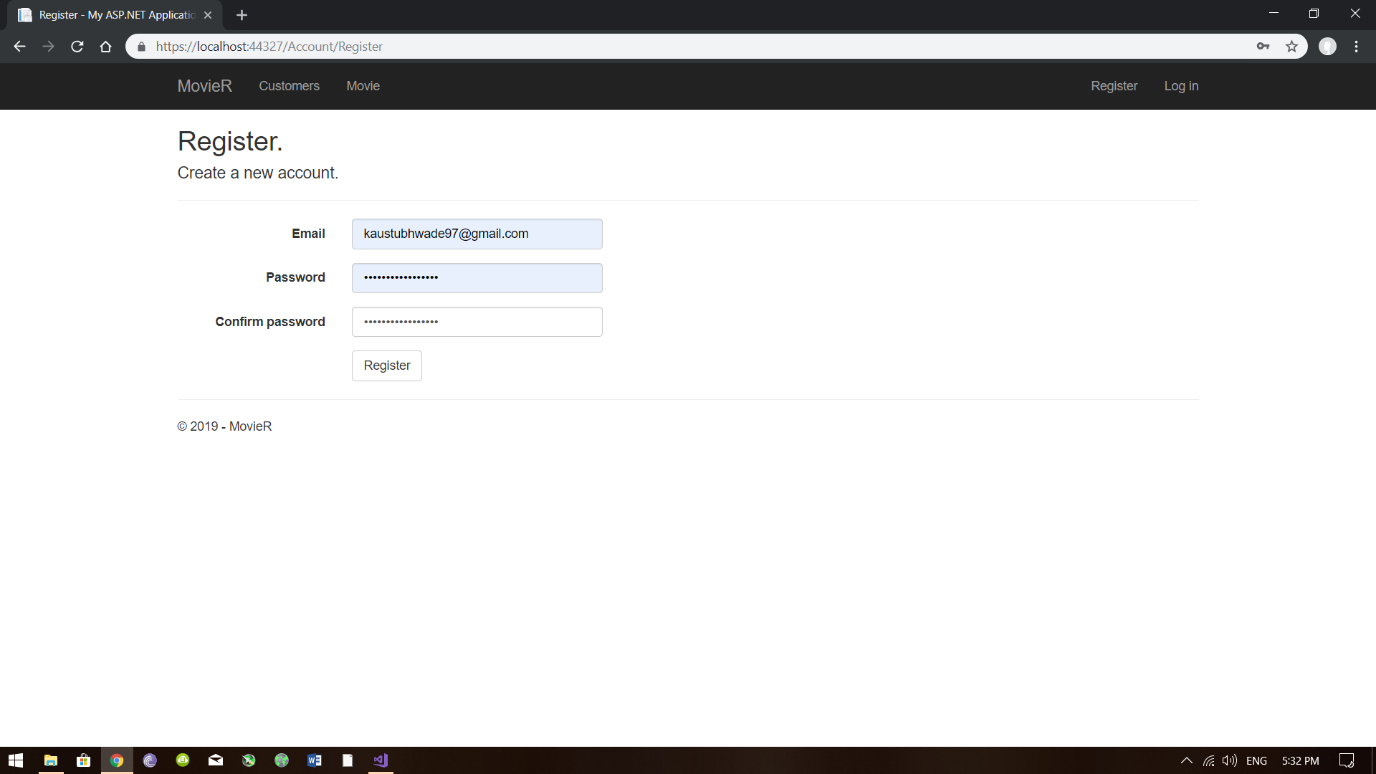 Register - My ASP.NET Applicatio
https://localhost:44327/Account/Register
MovieR Customers Movie Register Log in
Register.
Create a new account.
Email kaustubhwade97@gmail.com
Password •••••••••••••••••
Confirm password •••••••••••••••••
Register
© 2019 - MovieR
ENG 5:32 PM